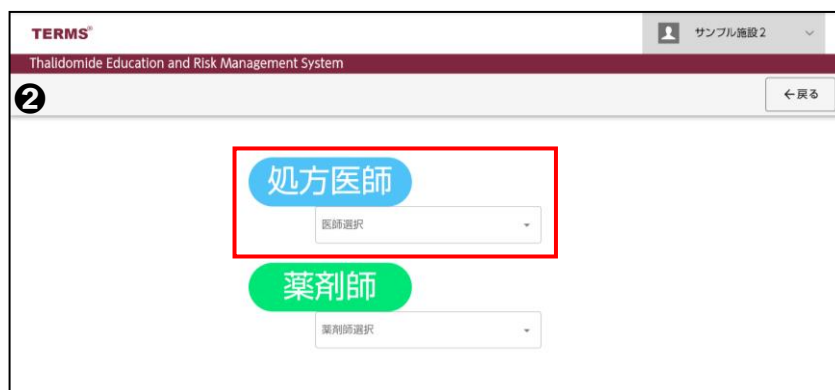 TERMS®
サンプル施設2
Thalidomide Education and Risk Management System
❷
←戻る
処方医師
医師選択
薬剤師
薬剤師選択